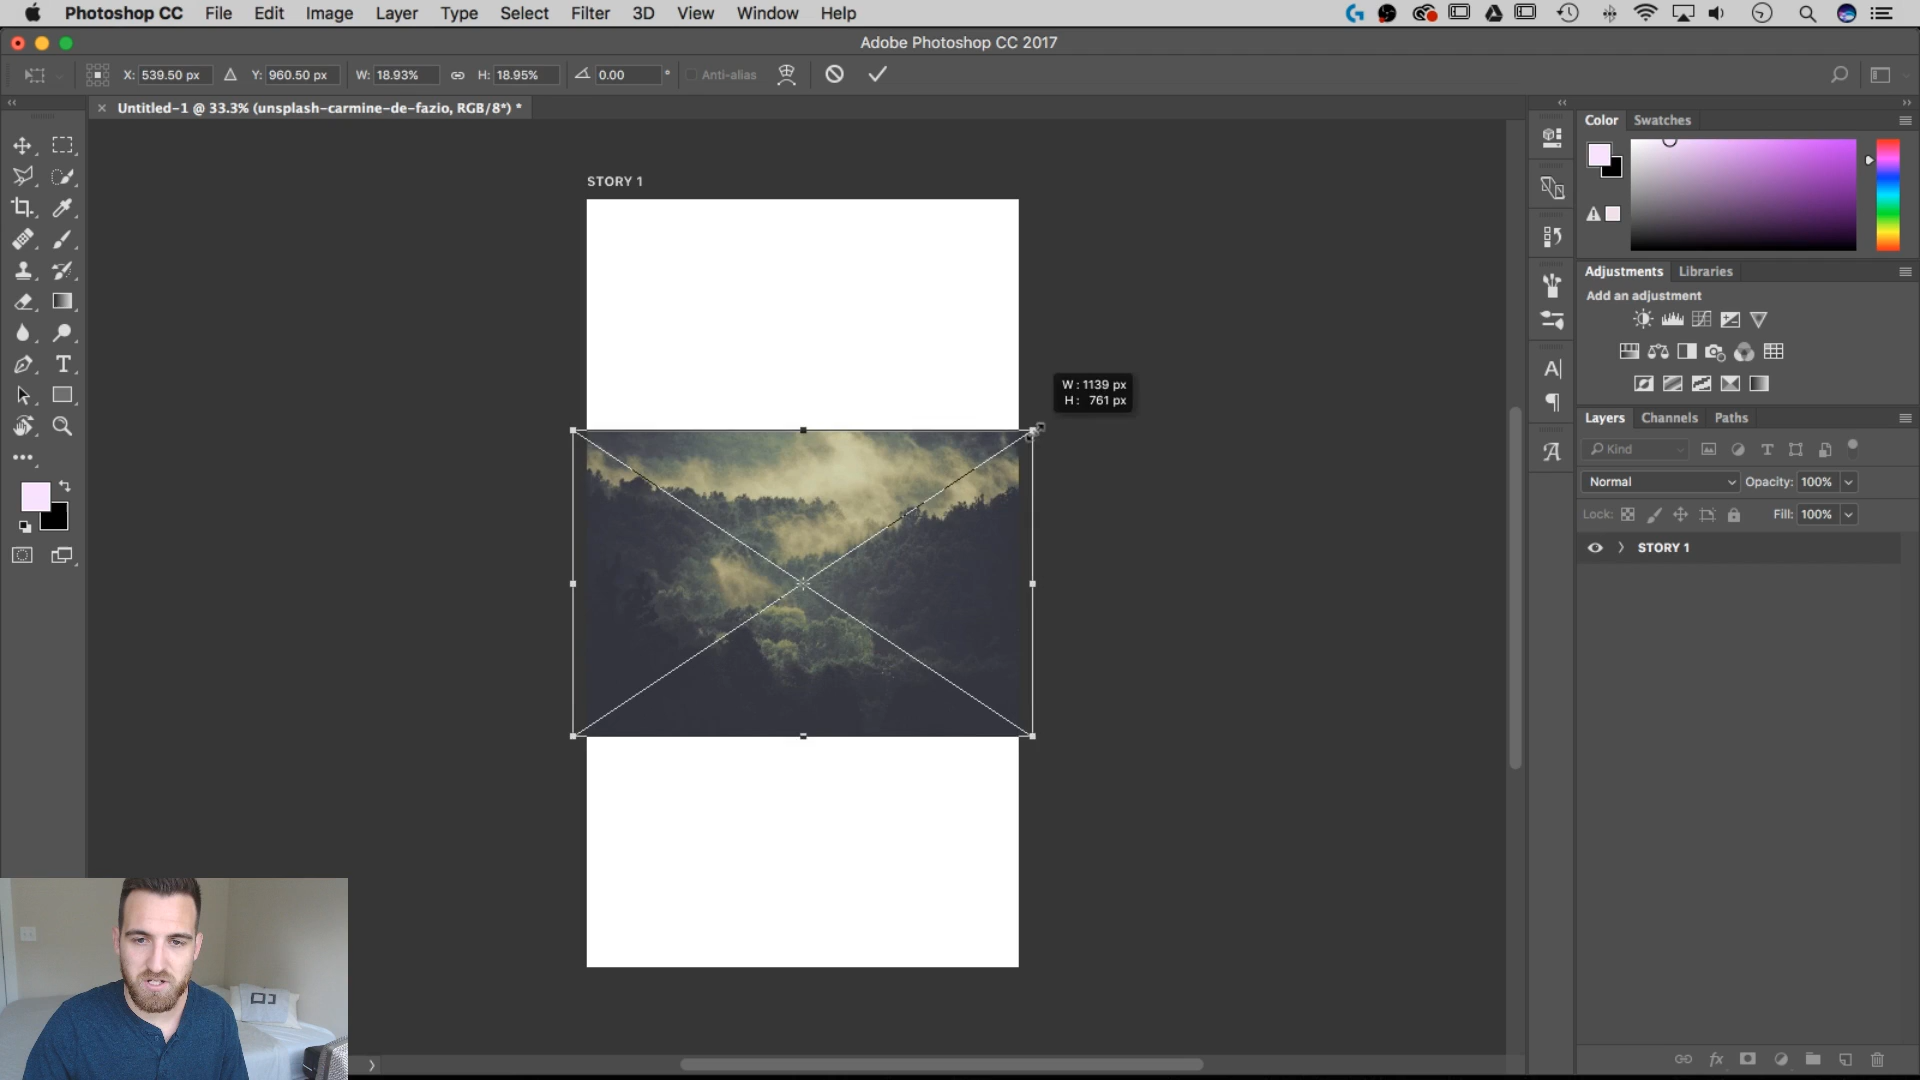 Photoshop CC File Edit Image Layer Type Select Filter 3D View Window Help
Adobe Photoshop CC 2017
X: 539.50 px Y: 960.50 px W: 18.93% H: 18.95% 0.00 ° Anti-alias
Untitled-1 @ 33.3% (unsplash-carmine-de-fazio, RGB/8*) *
Color Swatches
STORY 1
Adjustments Libraries
Add an adjustment
W : 1139 px
H : 761 px
Layers Channels Paths
Kind
Normal Opacity: 100%
Lock: Fill: 100%
STORY 1